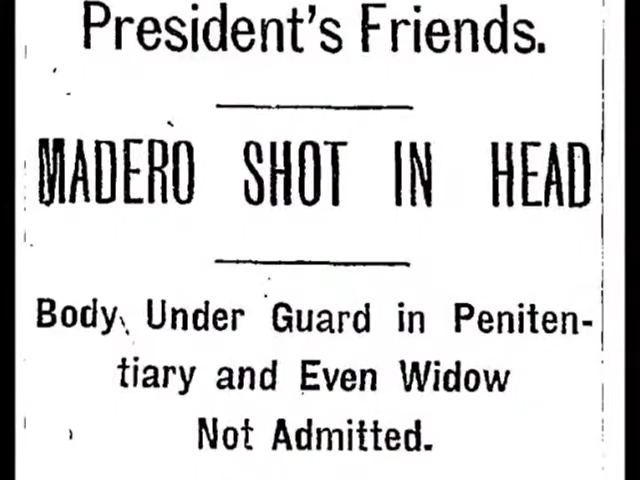 President's Friends.
MADERO SHOT IN HEAD
Body, Under Guard in Peniten-
tiary and Even Widow
Not Admitted.